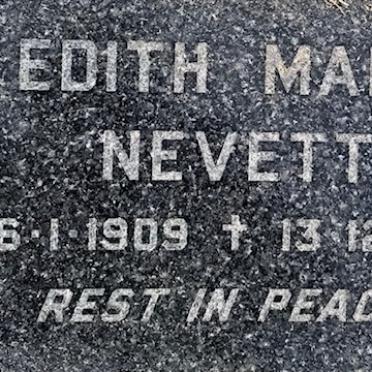 EDITH MA
NEVETT
6·1·1909 ✝ 13·12
REST IN PEAC